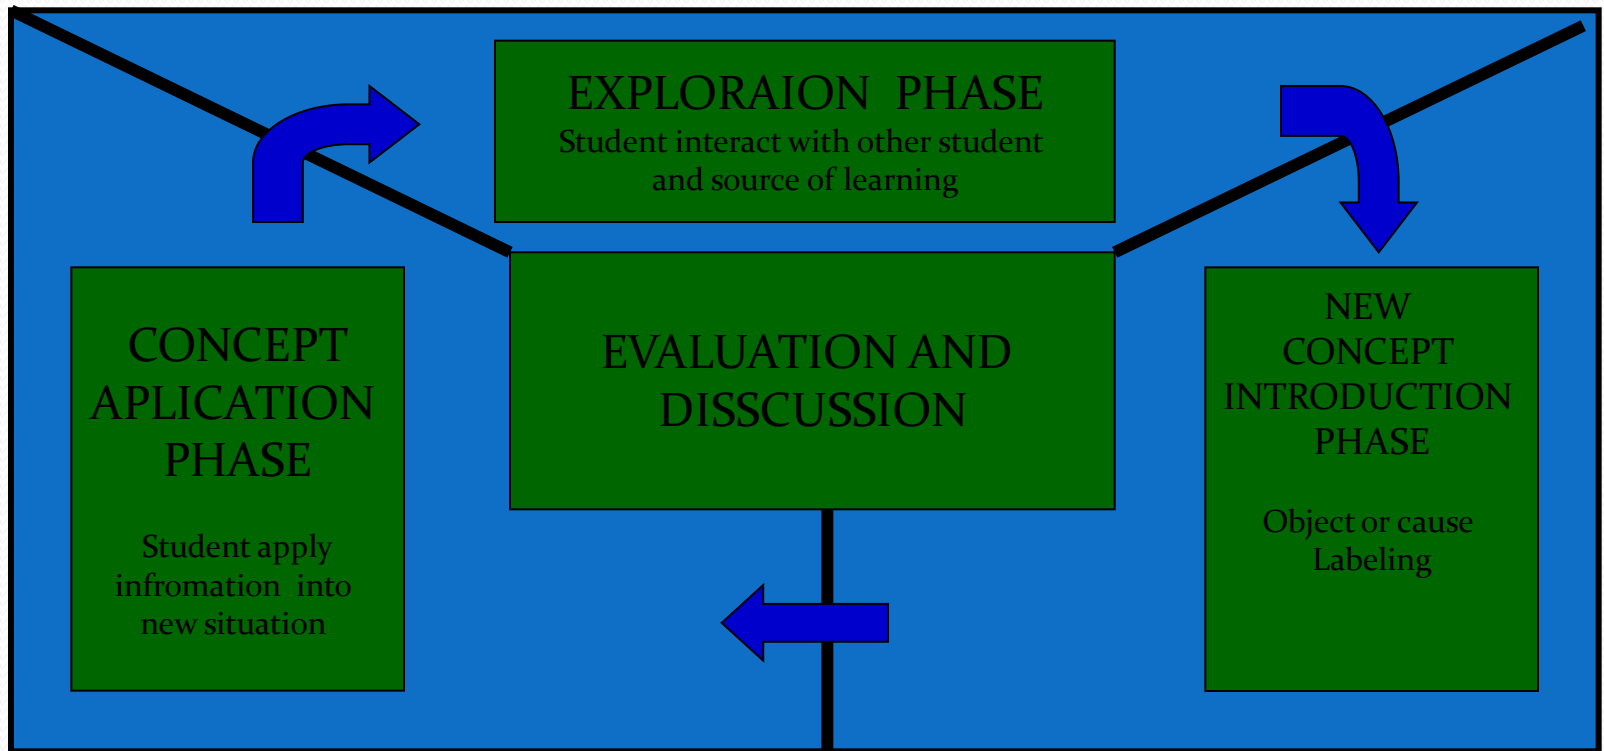 EXPLORAION PHASE
Student interact with other student
and source of learning
CONCEPT
APLICATION
PHASE
Student apply
infromation into
new situation
EVALUATION AND
DISSCUSSION
NEW
CONCEPT
INTRODUCTION
PHASE
Object or cause
Labeling